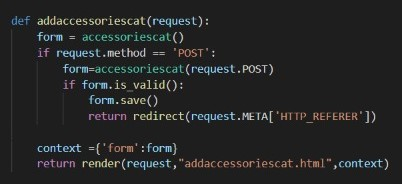 def addaccessoriescat(request):
    form = accessoriescat()
    if request.method == 'POST':
        form=accessoriescat(request.POST)
        if form.is_valid():
            form.save()
            return redirect(request.META['HTTP_REFERER'])
    context ={'form':form}
    return render(request,"addaccessoriescat.html",context)